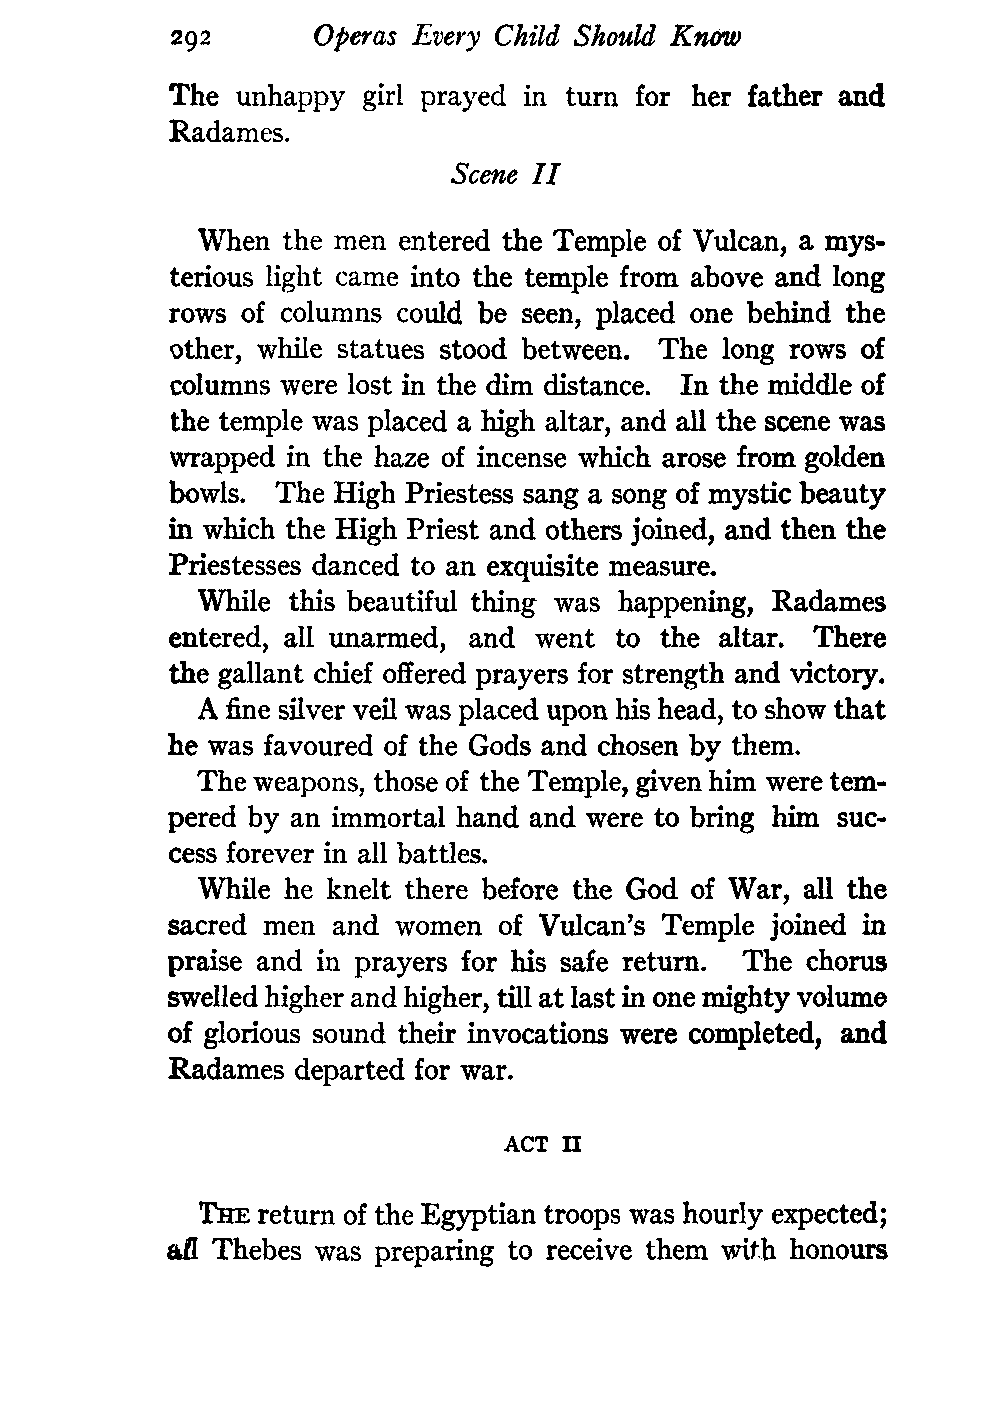 292 Operas Every Child Should Know
The unhappy girl prayed in turn for her father and
Radames.
Scene II
When the men entered the Temple of Vulcan, a mys-
terious light came into the temple from above and long
rows of columns could be seen, placed one behind the
other, while statues stood between. The long rows of
columns were lost in the dim distance. In the middle of
the temple was placed a high altar, and all the scene was
wrapped in the haze of incense which arose from golden
bowls. The High Priestess sang a song of mystic beauty
in which the High Priest and others joined, and then the
Priestesses danced to an exquisite measure.
While this beautiful thing was happening, Radames
entered, all unarmed, and went to the altar. There
the gallant chief offered prayers for strength and victory.
A fine silver veil was placed upon his head, to show that
he was favoured of the Gods and chosen by them.
The weapons, those of the Temple, given him were tem-
pered by an immortal hand and were to bring him suc-
cess forever in all battles.
While he knelt there before the God of War, all the
sacred men and women of Vulcan's Temple joined in
praise and in prayers for his safe return. The chorus
swelled higher and higher, till at last in one mighty volume
of glorious sound their invocations were completed, and
Radames departed for war.
ACT II
THE return of the Egyptian troops was hourly expected;
all Thebes was preparing to receive them with honours